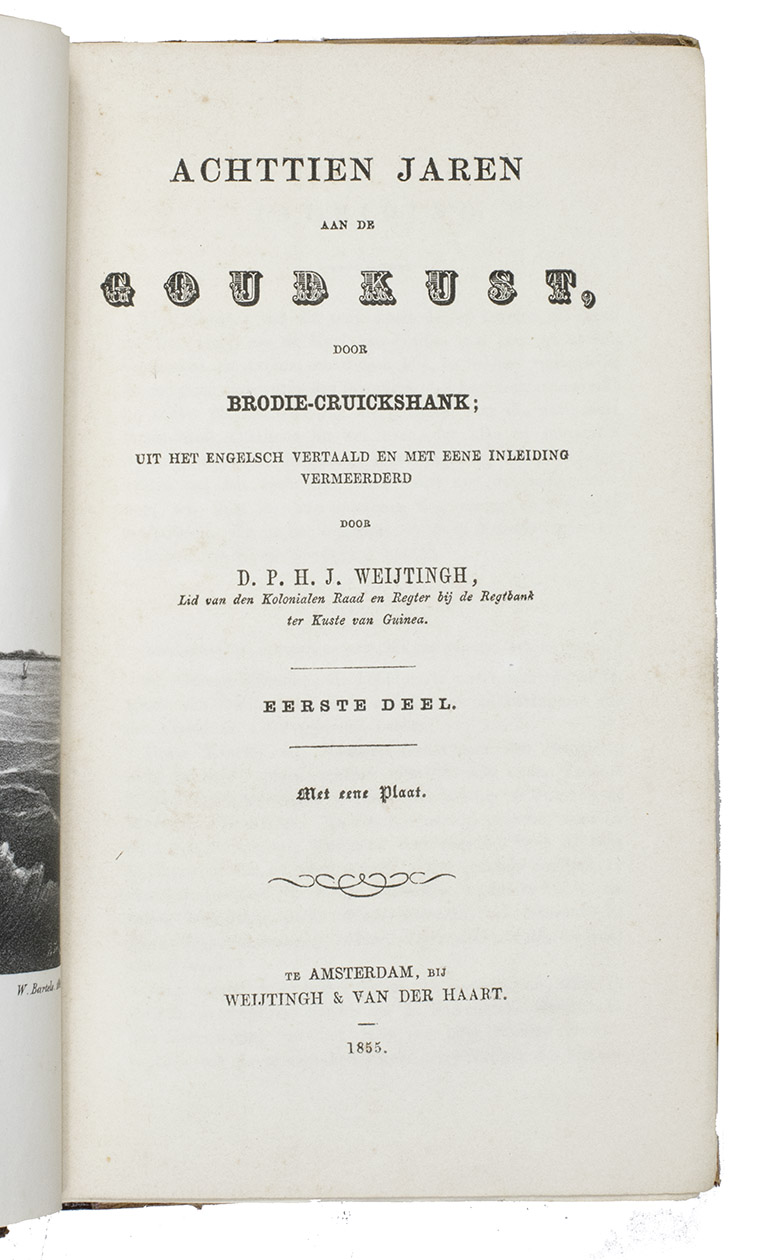 ACHTTIEN JAREN
AAN DE
GOUDKUST,
DOOR
BRODIE-CRUICKSHANK;
UIT HET ENGELSCH VERTAALD EN MET EENE INLEIDING
VERMEERDERD
DOOR
D. P. H. J. WEIJTINGH,
Lid van den Kolonialen Raad en Regter bij de Regtbank
ter Kuste van Guinea.
EERSTE DEEL.
Met eene Plaat.
TE AMSTERDAM, BIJ
WEIJTINGH & VAN DER HAART.
1855.
W. Bartels